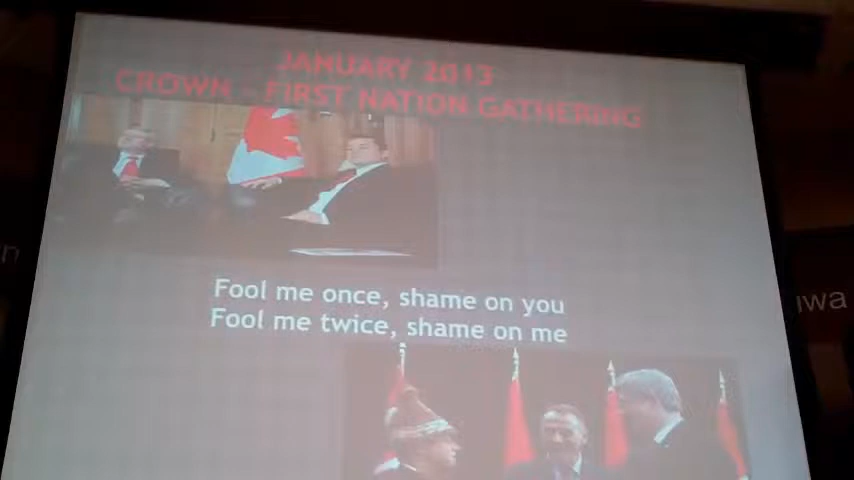 JANUARY 2013
CROWN - FIRST NATION GATHERING
Fool me once, shame on you
Fool me twice, shame on me